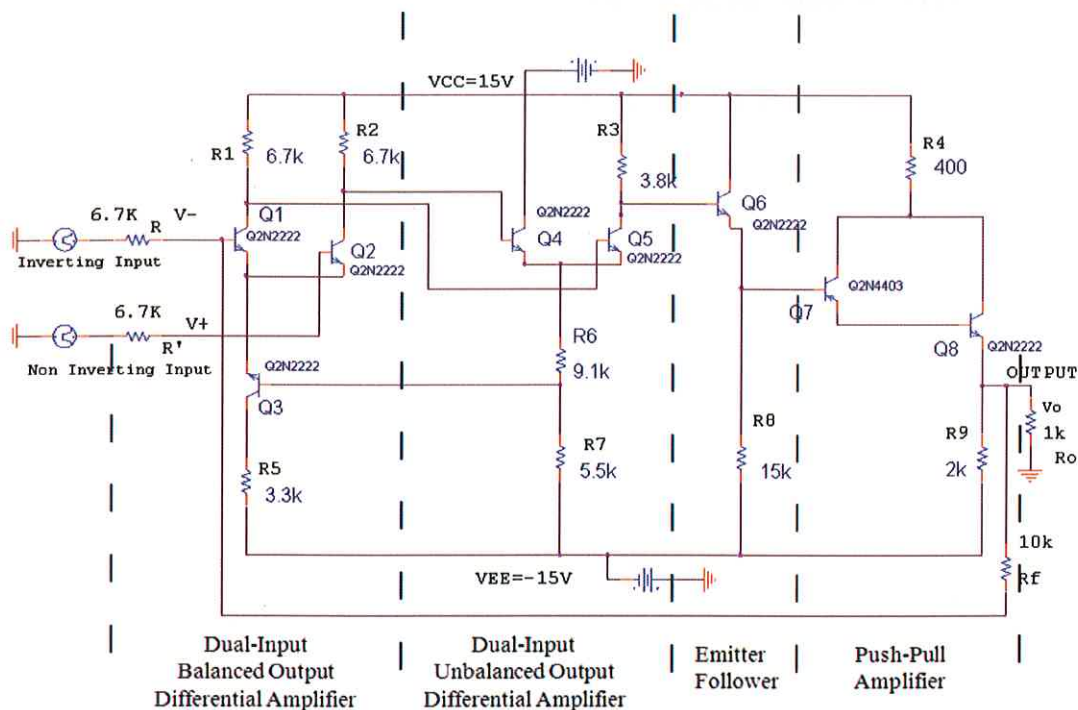 VCC=15V
R1
6.7k
R2
6.7k
R3
3.8k
R4
400
6.7K
R
V-
Q1
Q2N2222
Q2
Q2N2222
Inverting Input
Q2N2222
Q4
Q5
Q2N2222
Q6
Q2N2222
6.7K
R'
V+
Non Inverting Input
Q2N2222
Q3
R6
9.1k
Q2N4403
Q7
Q8
Q2N2222
OUTPUT
Vo
1k
Ro
R5
3.3k
R7
5.5k
R8
15k
R9
2k
10k
Rf
VEE=-15V
Dual-Input
Balanced Output
Differential Amplifier
Dual-Input
Unbalanced Output
Differential Amplifier
Emitter
Follower
Push-Pull
Amplifier